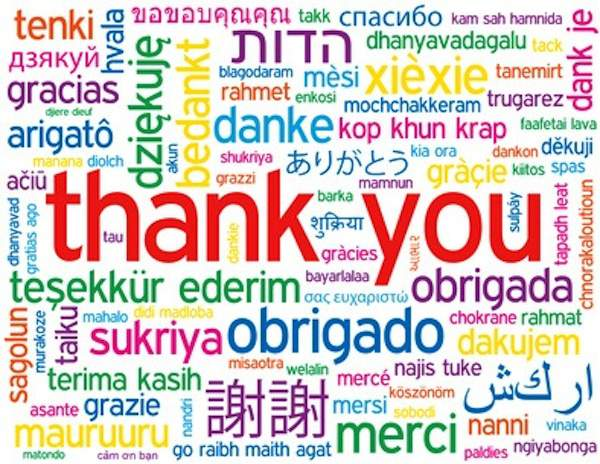 tenki
hvala
ขอขอบคุณคุณ
takk
спасибо
kam sah hamnida
дзякуй
dziękuję
bedankt
הדות
dhanyavadagalu
tack
dank je
gracias
blagodaram
mèsi
xièxie
tanemirt
djiere dieuf
rahmet
enkosi
mochchakkeram
trugarez
arigatô
danke
kop khun krap
faafetai lava
manana
diolch
akun
shukriya
ありがとう
kia ora
dankon
děkuji
ačiū
grazzi
mamnun
gràçie
kiitos
spas
thank you
dhanyavad
gratias ago
tau
dankie
barka
शुक्रिया
gràcies
આભાર
sulpáy
tapadh leat
chnorakaloutioun
teşekkür ederim
bayarlalaa
σας ευχαριστώ
obrigada
sagolun
murakoze
taiku
mahalo
didi madloba
sukriya
obrigado
chokrane
rahmat
dakujem
misaotra
terima kasih
welalin
mercé
najis tuke
köszönöm
ارکش
asante
grazie
nandri
謝謝
mersi
sobodi
nanni
vinaka
mauruuru
merci
matondo
cảm ơn bạn
go raibh maith agat
paldies
ngiyabonga